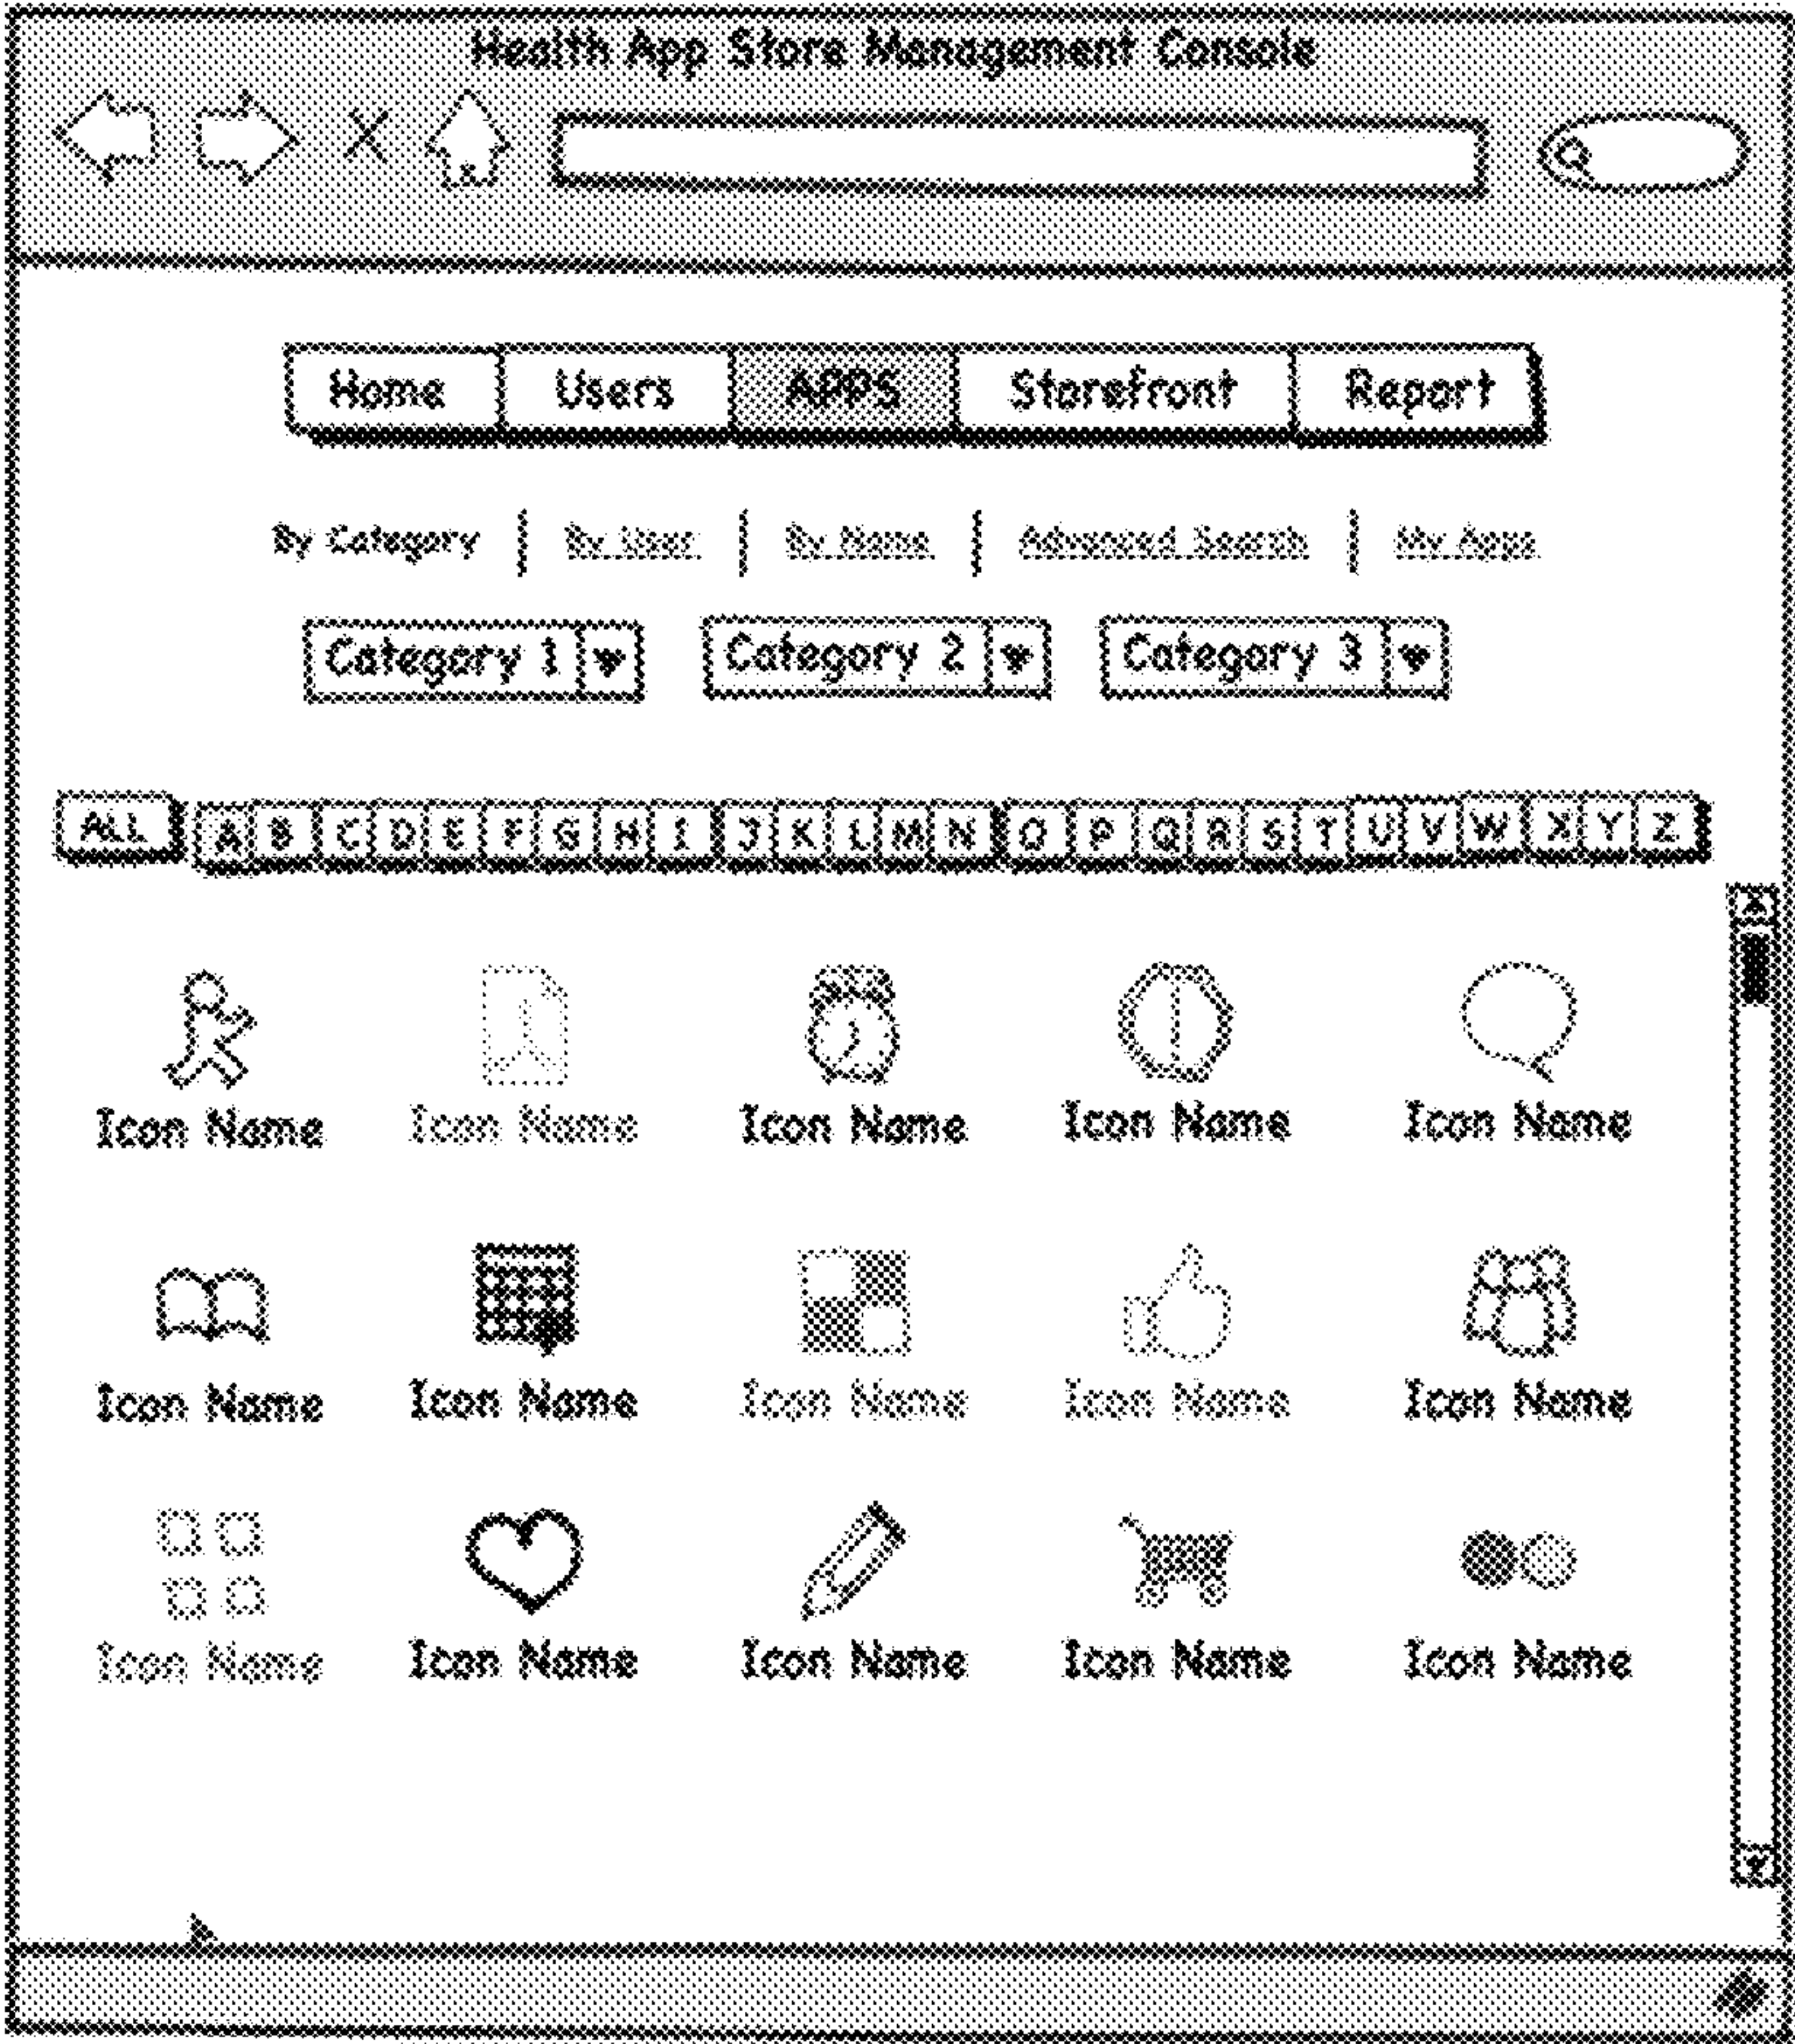 Health App Store Management Console
Home Users APPS Storefront Report
By Category | By User | By Name | Advanced Search | My Apps
Category 1 Category 2 Category 3
ALL A B C D E F G H I J K L M N O P Q R S T U V W X Y Z
Icon Name Icon Name Icon Name Icon Name Icon Name
Icon Name Icon Name Icon Name Icon Name Icon Name
Icon Name Icon Name Icon Name Icon Name Icon Name